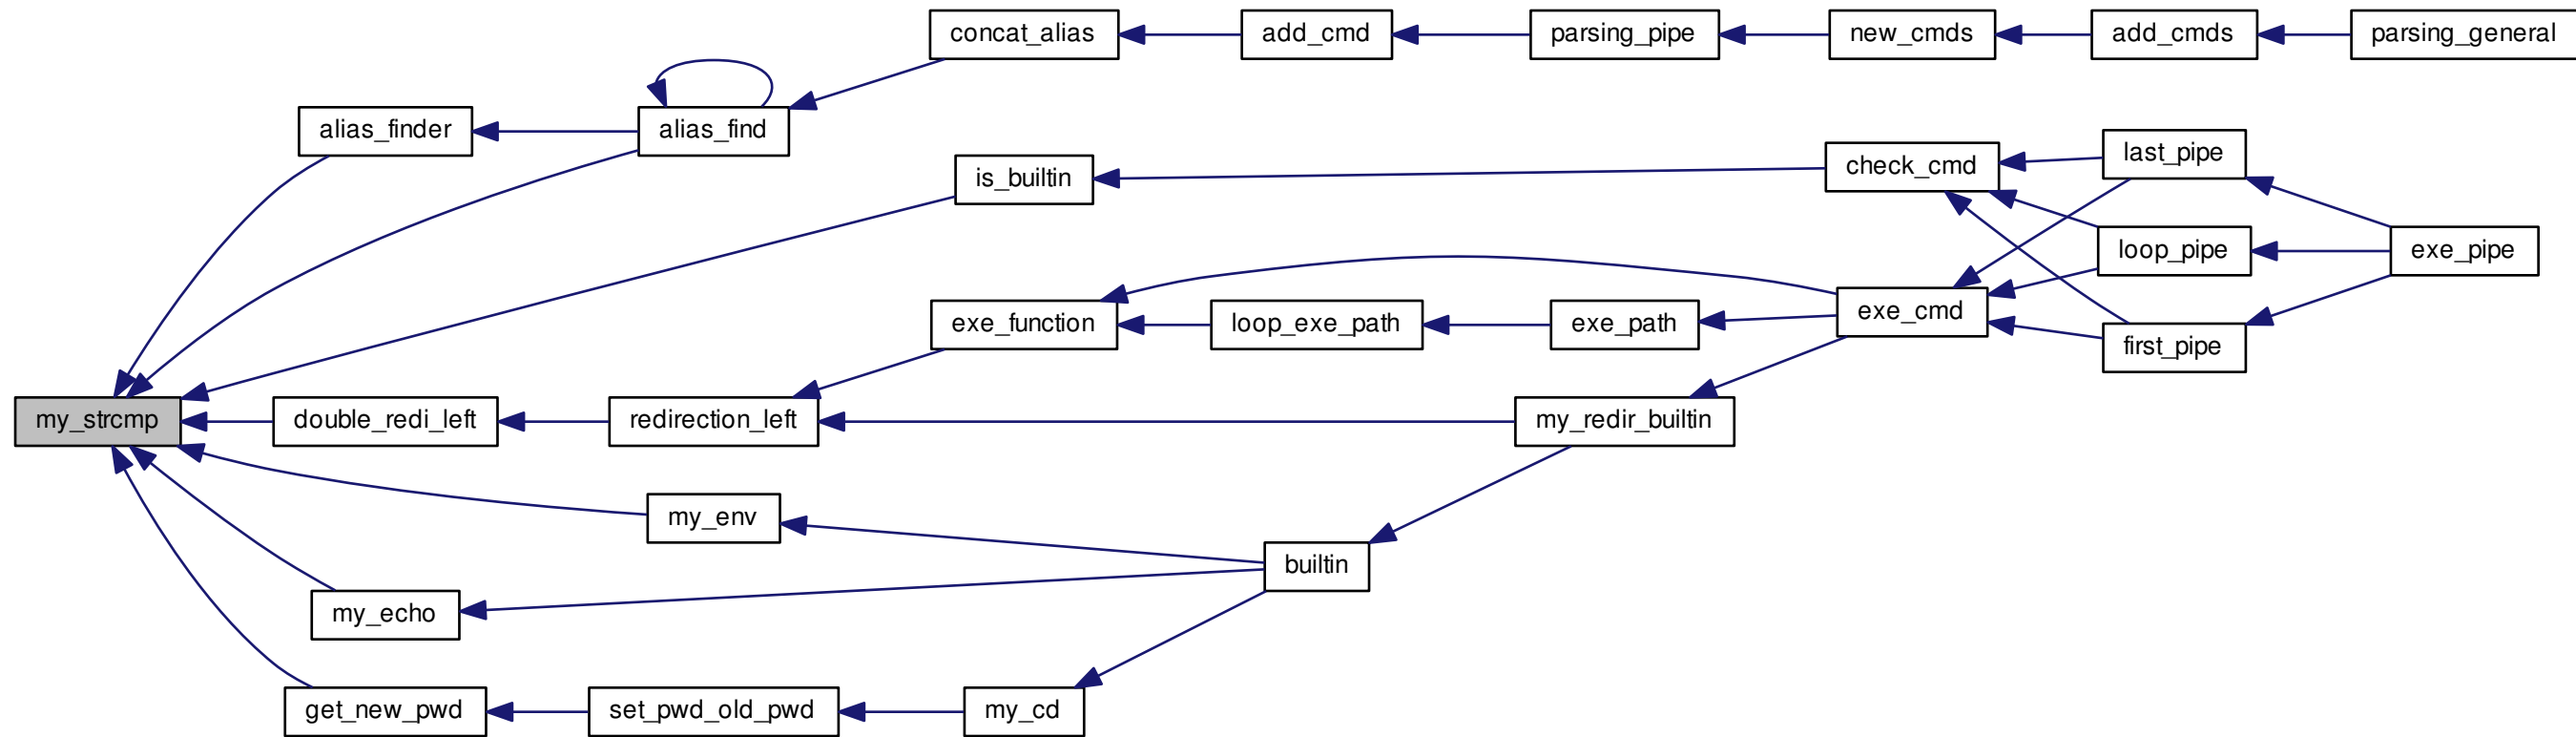 concat_alias
add_cmd
parsing_pipe
new_cmds
add_cmds
parsing_general
alias_finder
alias_find
is_builtin
check_cmd
last_pipe
loop_pipe
exe_pipe
exe_function
loop_exe_path
exe_path
exe_cmd
first_pipe
my_strcmp
double_redi_left
redirection_left
my_redir_builtin
my_env
builtin
my_echo
get_new_pwd
set_pwd_old_pwd
my_cd